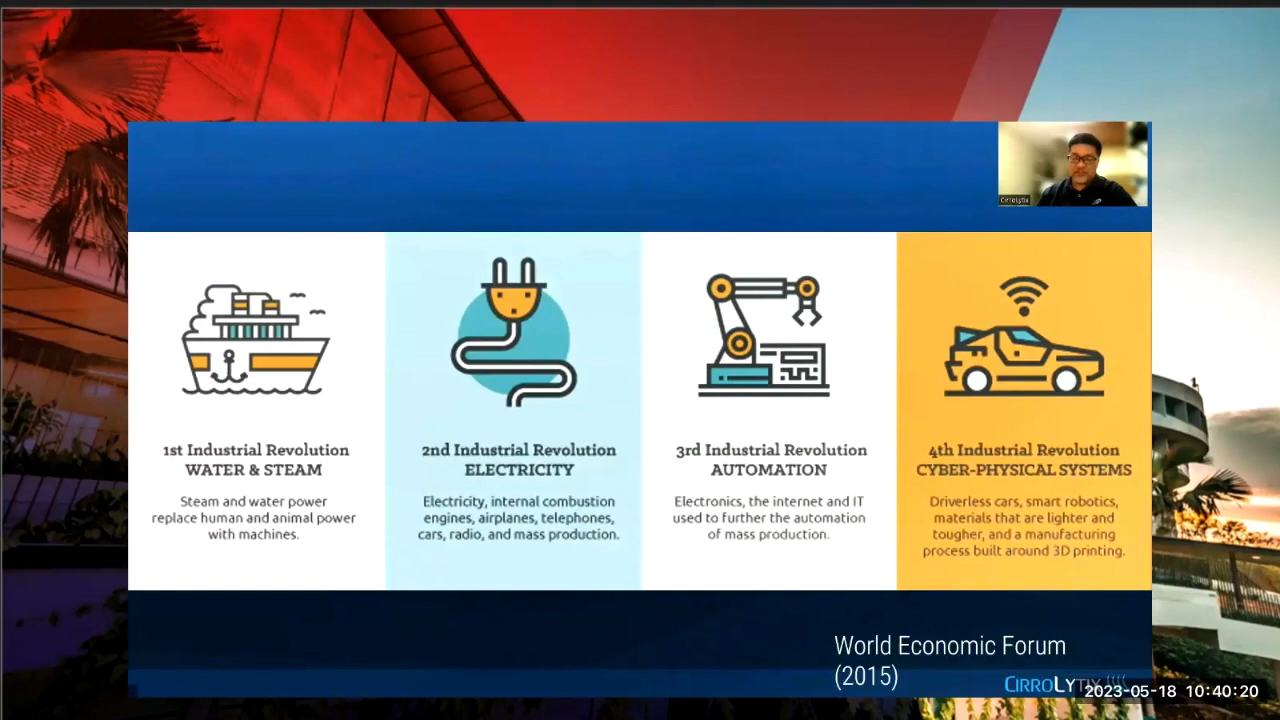 Cirrolytix
1st Industrial Revolution
WATER & STEAM
Steam and water power
replace human and animal power
with machines.
2nd Industrial Revolution
ELECTRICITY
Electricity, internal combustion
engines, airplanes, telephones,
cars, radio, and mass production.
3rd Industrial Revolution
AUTOMATION
Electronics, the internet and IT
used to further the automation
of mass production.
4th Industrial Revolution
CYBER-PHYSICAL SYSTEMS
Driverless cars, smart robotics,
materials that are lighter and
tougher, and a manufacturing
process built around 3D printing.
World Economic Forum
(2015)
CIRROLYTIX
2023-05-18 10:40:20